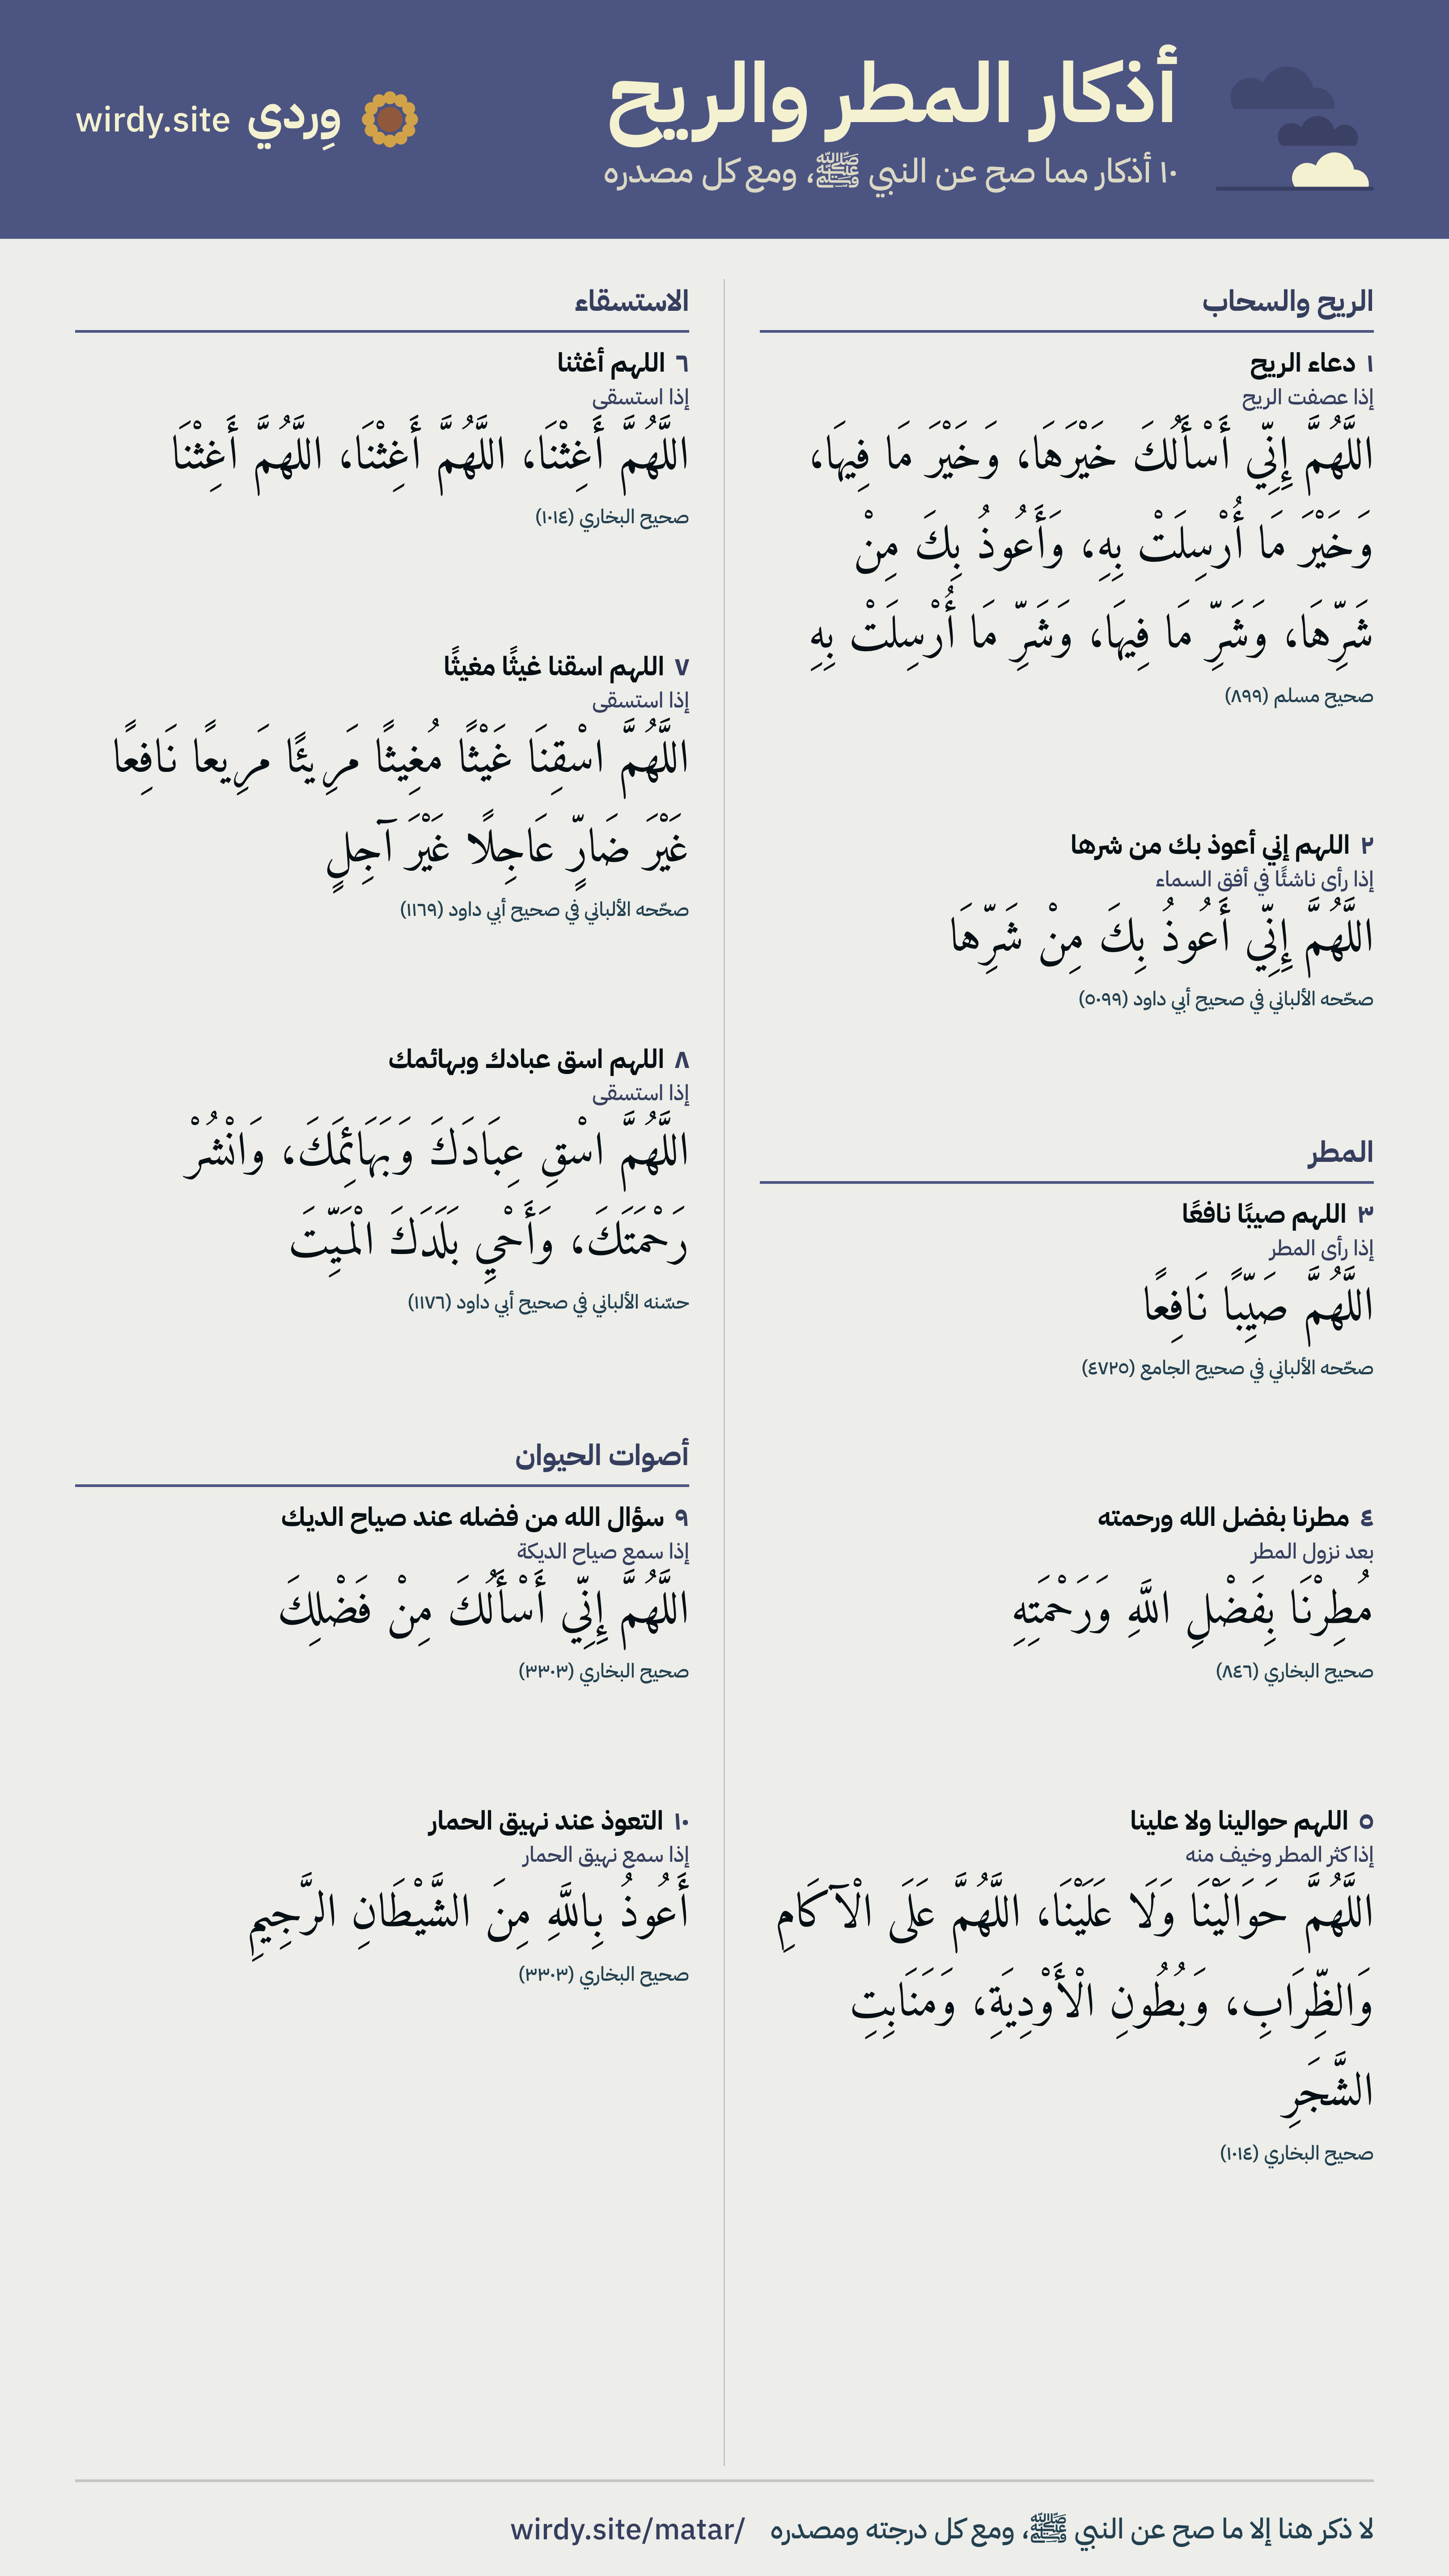 أذكار المطر والريح
١٠ أذكار مما صح عن النبي ﷺ، ومع كل مصدره
وِردي wirdy.site
الريح والسحاب
١ دعاء الريح
إذا عصفت الريح
اللَّهُمَّ إِنِّي أَسْأَلُكَ خَيْرَهَا، وَخَيْرَ مَا فِيهَا،
وَخَيْرَ مَا أُرْسِلَتْ بِهِ، وَأَعُوذُ بِكَ مِنْ
شَرِّهَا، وَشَرِّ مَا فِيهَا، وَشَرِّ مَا أُرْسِلَتْ بِهِ
صحيح مسلم (٨٩٩)
٢ اللهم إني أعوذ بك من شرها
إذا رأى ناشئًا في أفق السماء
اللَّهُمَّ إِنِّي أَعُوذُ بِكَ مِنْ شَرِّهَا
صحّحه الألباني في صحيح أبي داود (٥٠٩٩)
المطر
٣ اللهم صيبًا نافعًا
إذا رأى المطر
اللَّهُمَّ صَيِّبًا نَافِعًا
صحّحه الألباني في صحيح الجامع (٤٧٢٥)
٤ مطرنا بفضل الله ورحمته
بعد نزول المطر
مُطِرْنَا بِفَضْلِ اللَّهِ وَرَحْمَتِهِ
صحيح البخاري (٨٤٦)
٥ اللهم حوالينا ولا علينا
إذا كثر المطر وخيف منه
اللَّهُمَّ حَوَالَيْنَا وَلَا عَلَيْنَا، اللَّهُمَّ عَلَى الْآكَامِ
وَالظِّرَابِ، وَبُطُونِ الْأَوْدِيَةِ، وَمَنَابِتِ
الشَّجَرِ
صحيح البخاري (١٠١٤)
الاستسقاء
٦ اللهم أغثنا
إذا استسقى
اللَّهُمَّ أَغِثْنَا، اللَّهُمَّ أَغِثْنَا، اللَّهُمَّ أَغِثْنَا
صحيح البخاري (١٠١٤)
٧ اللهم اسقنا غيثًا مغيثًا
إذا استسقى
اللَّهُمَّ اسْقِنَا غَيْثًا مُغِيثًا مَرِيئًا مَرِيعًا نَافِعًا
غَيْرَ ضَارٍّ عَاجِلًا غَيْرَ آجِلٍ
صحّحه الألباني في صحيح أبي داود (١١٦٩)
٨ اللهم اسق عبادك وبهائمك
إذا استسقى
اللَّهُمَّ اسْقِ عِبَادَكَ وَبَهَائِمَكَ، وَانْشُرْ
رَحْمَتَكَ، وَأَحْيِ بَلَدَكَ الْمَيِّتَ
حسّنه الألباني في صحيح أبي داود (١١٧٦)
أصوات الحيوان
٩ سؤال الله من فضله عند صياح الديك
إذا سمع صياح الديكة
اللَّهُمَّ إِنِّي أَسْأَلُكَ مِنْ فَضْلِكَ
صحيح البخاري (٣٣٠٣)
١٠ التعوذ عند نهيق الحمار
إذا سمع نهيق الحمار
أَعُوذُ بِاللَّهِ مِنَ الشَّيْطَانِ الرَّجِيمِ
صحيح البخاري (٣٣٠٣)
لا ذكر هنا إلا ما صح عن النبي ﷺ، ومع كل درجته ومصدره wirdy.site/matar/